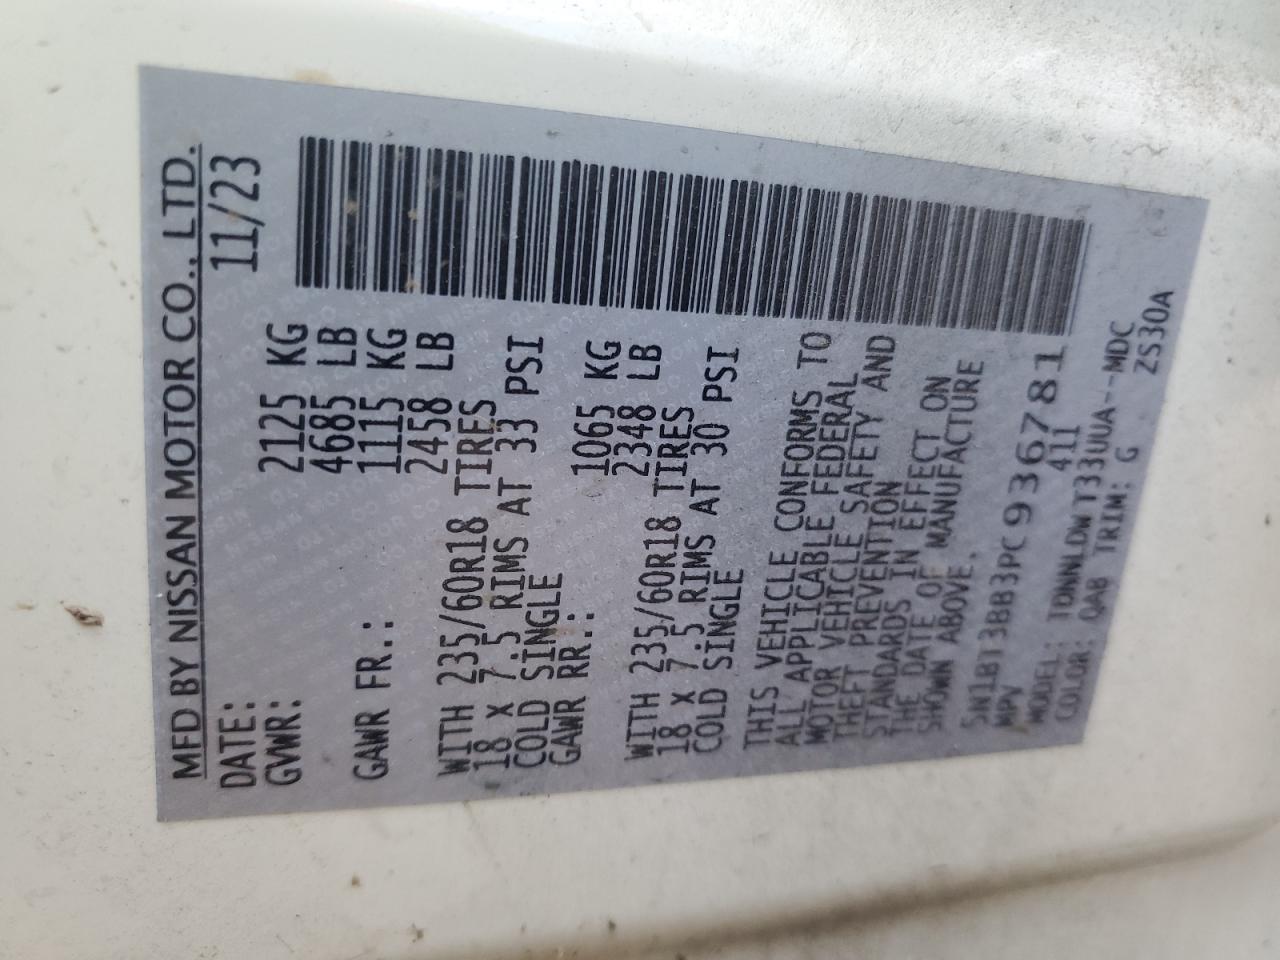 MFD BY NISSAN MOTOR CO., LTD.
DATE: 11/23
GVWR: 2125 KG
4685 LB
GAWR FR.: 1115 KG
2458 LB
WITH 235/60R18 TIRES
18 X 7.5 RIMS AT 33 PSI
COLD SINGLE
GAWR RR.: 1065 KG
2348 LB
WITH 235/60R18 TIRES
18 X 7.5 RIMS AT 30 PSI
COLD SINGLE
THIS VEHICLE CONFORMS TO
ALL APPLICABLE FEDERAL
MOTOR VEHICLE SAFETY AND
THEFT PREVENTION
STANDARDS IN EFFECT ON
THE DATE OF MANUFACTURE
SHOWN ABOVE.
5N1BT3BB3PC936781
MPV 411
MODEL: TDNNLDWT33UUA--MDC
COLOR: QAB TRIM: G ZS30A